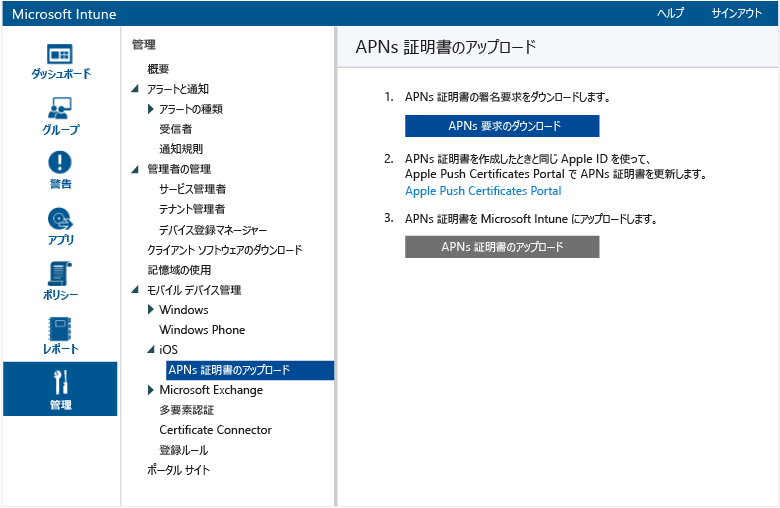 Microsoft Intune
ヘルプ
サインアウト
ダッシュボード
グループ
警告
アプリ
ポリシー
レポート
管理
管理
概要
アラートと通知
アラートの種類
受信者
通知規則
管理者の管理
サービス管理者
テナント管理者
デバイス登録マネージャー
クライアント ソフトウェアのダウンロード
記憶域の使用
モバイル デバイス管理
Windows
Windows Phone
iOS
APNs 証明書のアップロード
Microsoft Exchange
多要素認証
Certificate Connector
登録ルール
ポータル サイト
APNs 証明書のアップロード
1. APNs 証明書の署名要求をダウンロードします。
APNs 要求のダウンロード
2. APNs 証明書を作成したときと同じ Apple ID を使って、
Apple Push Certificates Portal で APNs 証明書を更新します。
Apple Push Certificates Portal
3. APNs 証明書を Microsoft Intune にアップロードします。
APNs 証明書のアップロード